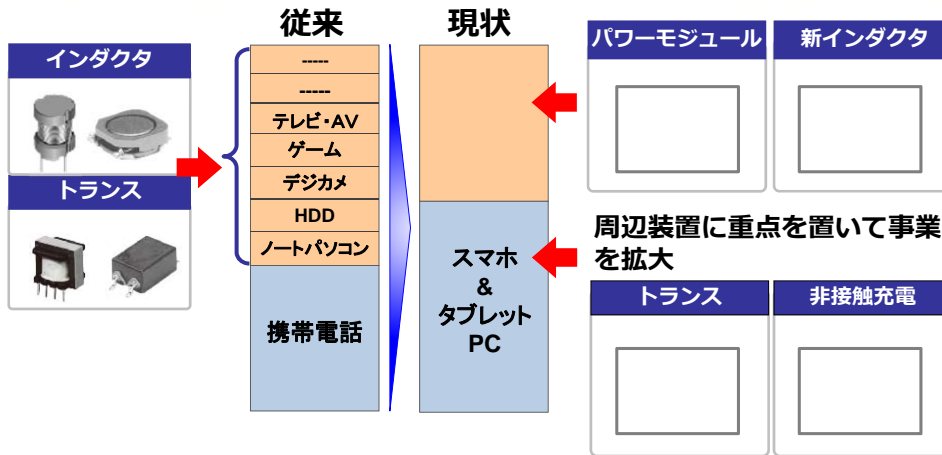 従来
現状
インダクタ
トランス
-----
-----
テレビ・AV
ゲーム
デジカメ
HDD
ノートパソコン
携帯電話
スマホ
&
タブレット
PC
パワーモジュール
新インダクタ
周辺装置に重点を置いて事業
を拡大
トランス
非接触充電